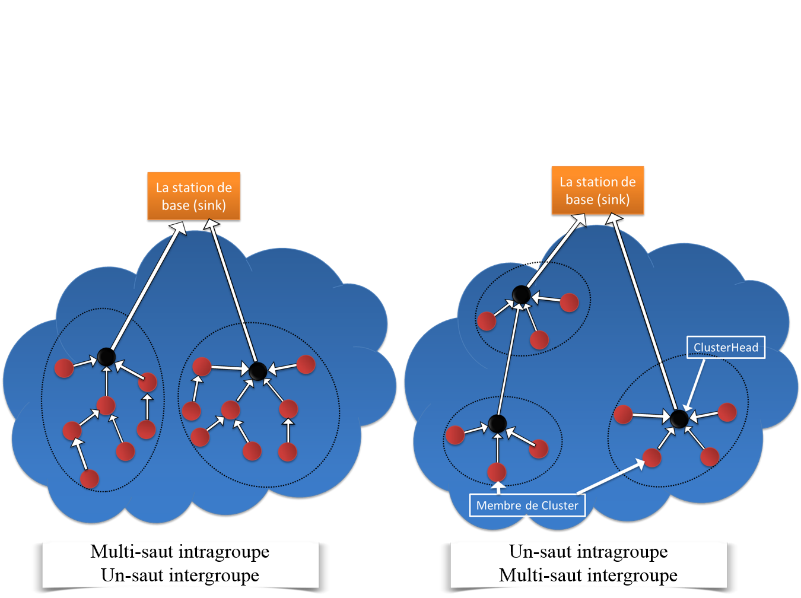 La station de
base (sink)
La station de
base (sink)
ClusterHead
Membre de Cluster
Multi-saut intragroupe
Un-saut intergroupe
Un-saut intragroupe
Multi-saut intergroupe